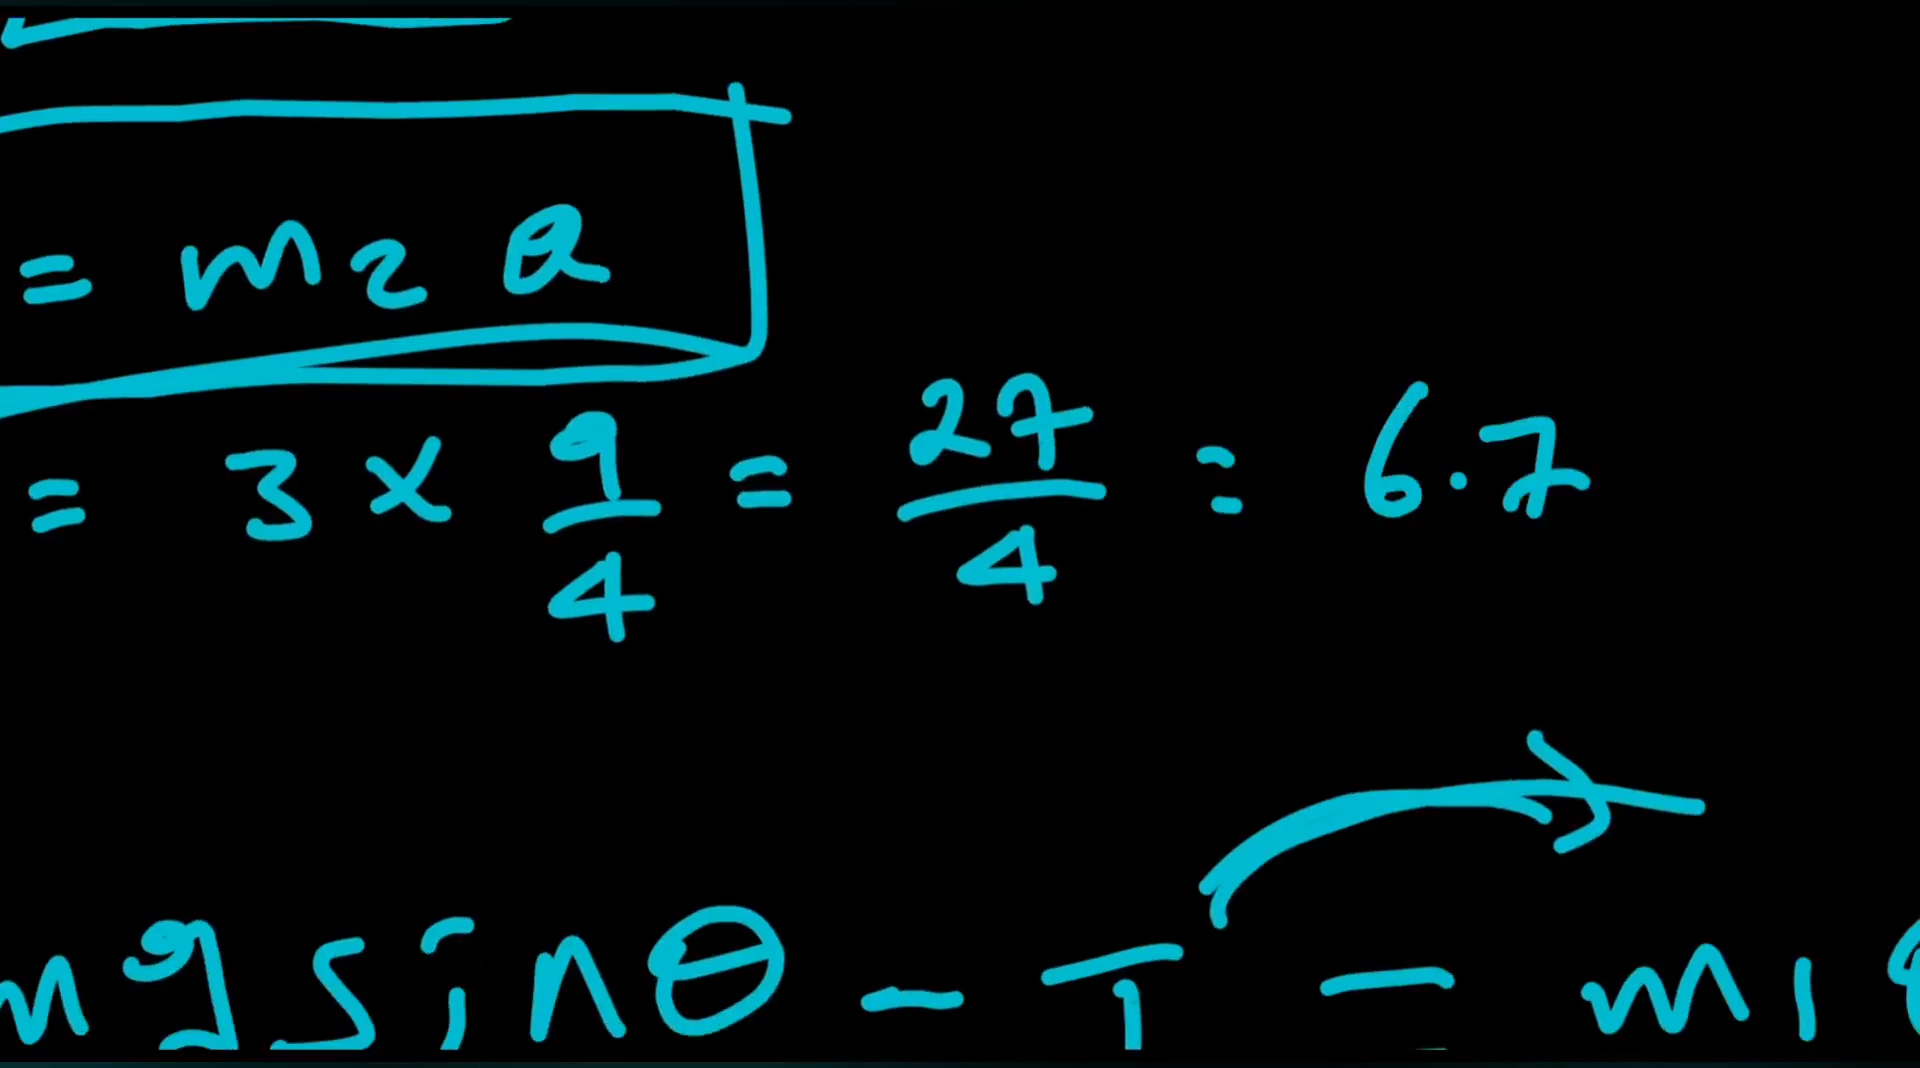 = m2 a
= 3 × 9/4 = 27/4 = 6.7
mg sinθ - T = m1